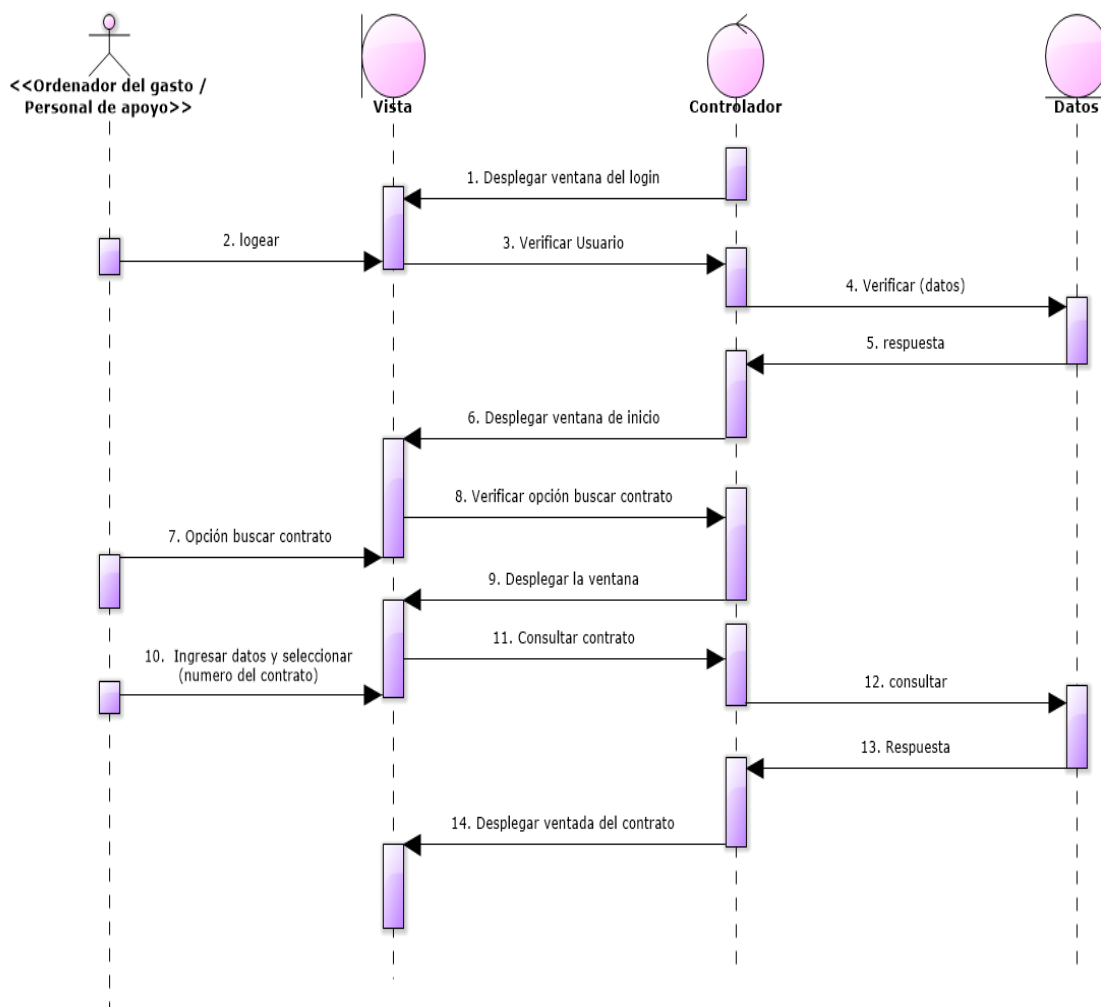 <<Ordenador del gasto /
Personal de apoyo>>
Vista
Controlador
Datos
1. Desplegar ventana del login
2. logear
3. Verificar Usuario
4. Verificar (datos)
5. respuesta
6. Desplegar ventana de inicio
8. Verificar opción buscar contrato
7. Opción buscar contrato
9. Desplegar la ventana
11. Consultar contrato
10. Ingresar datos y seleccionar
(numero del contrato)
12. consultar
13. Respuesta
14. Desplegar ventada del contrato